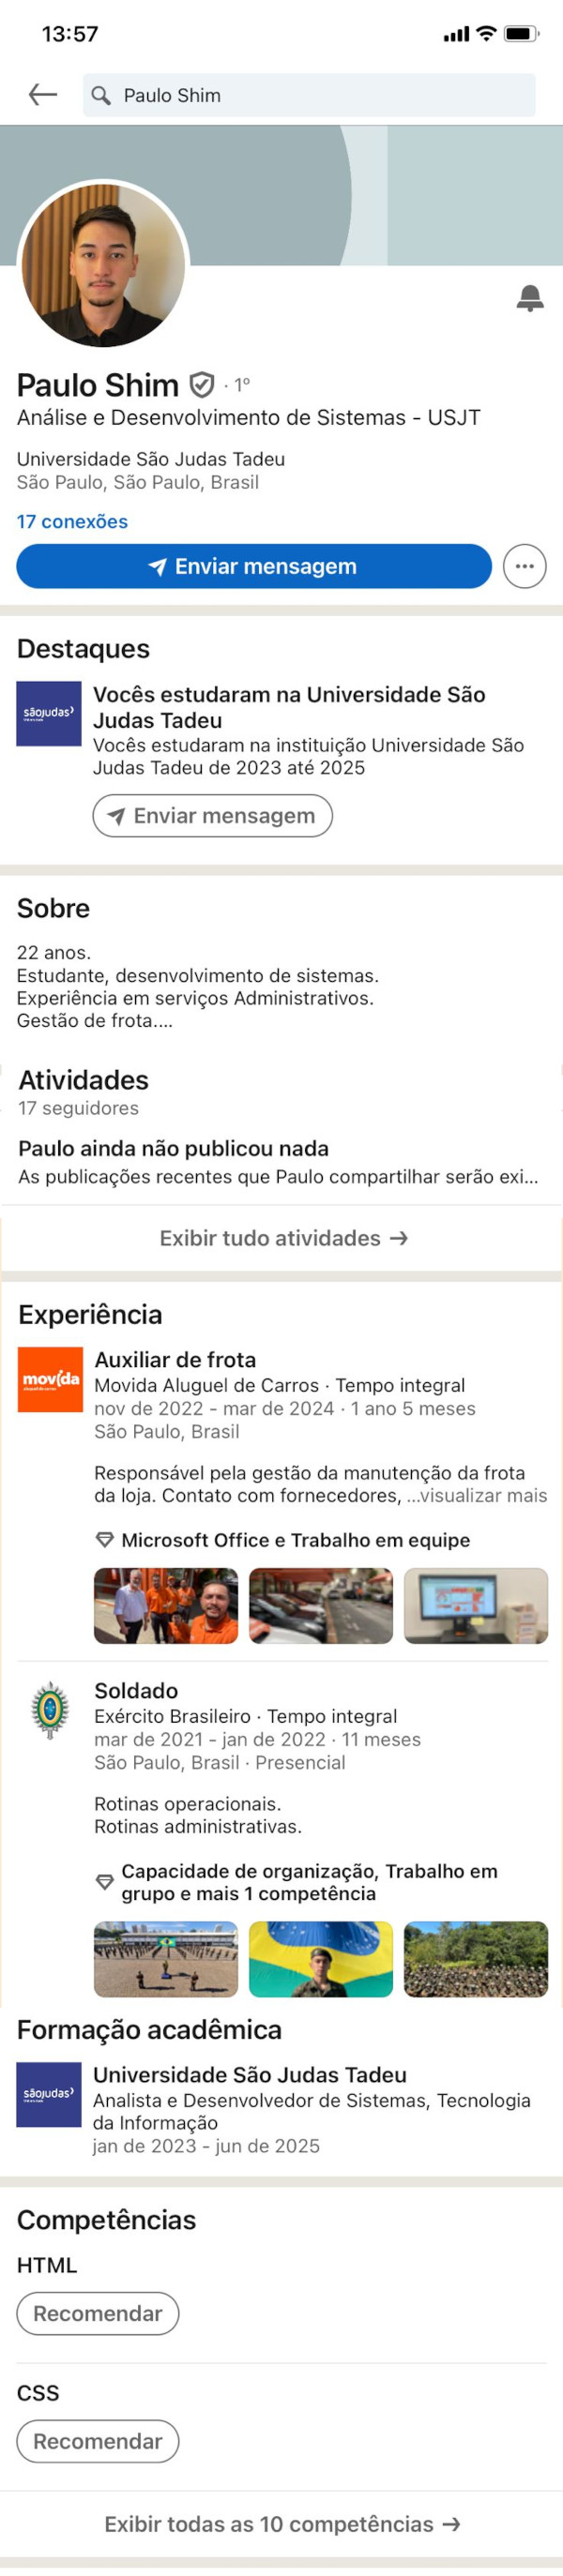 13:57
Paulo Shim
Paulo Shim · 1º
Análise e Desenvolvimento de Sistemas - USJT
Universidade São Judas Tadeu
São Paulo, São Paulo, Brasil
17 conexões
Enviar mensagem
Destaques
sãojudas
Vocês estudaram na Universidade São
Judas Tadeu
Vocês estudaram na instituição Universidade São
Judas Tadeu de 2023 até 2025
Enviar mensagem
Sobre
22 anos.
Estudante, desenvolvimento de sistemas.
Experiência em serviços Administrativos.
Gestão de frota....
Atividades
17 seguidores
Paulo ainda não publicou nada
As publicações recentes que Paulo compartilhar serão exi...
Exibir tudo atividades →
Experiência
movida
aluguel de carros
Auxiliar de frota
Movida Aluguel de Carros · Tempo integral
nov de 2022 - mar de 2024 · 1 ano 5 meses
São Paulo, Brasil
Responsável pela gestão da manutenção da frota
da loja. Contato com fornecedores, ...visualizar mais
Microsoft Office e Trabalho em equipe
Soldado
Exército Brasileiro · Tempo integral
mar de 2021 - jan de 2022 · 11 meses
São Paulo, Brasil · Presencial
Rotinas operacionais.
Rotinas administrativas.
Capacidade de organização, Trabalho em
grupo e mais 1 competência
Formação acadêmica
sãojudas
Universidade São Judas Tadeu
Analista e Desenvolvedor de Sistemas, Tecnologia
da Informação
jan de 2023 - jun de 2025
Competências
HTML
Recomendar
CSS
Recomendar
Exibir todas as 10 competências →